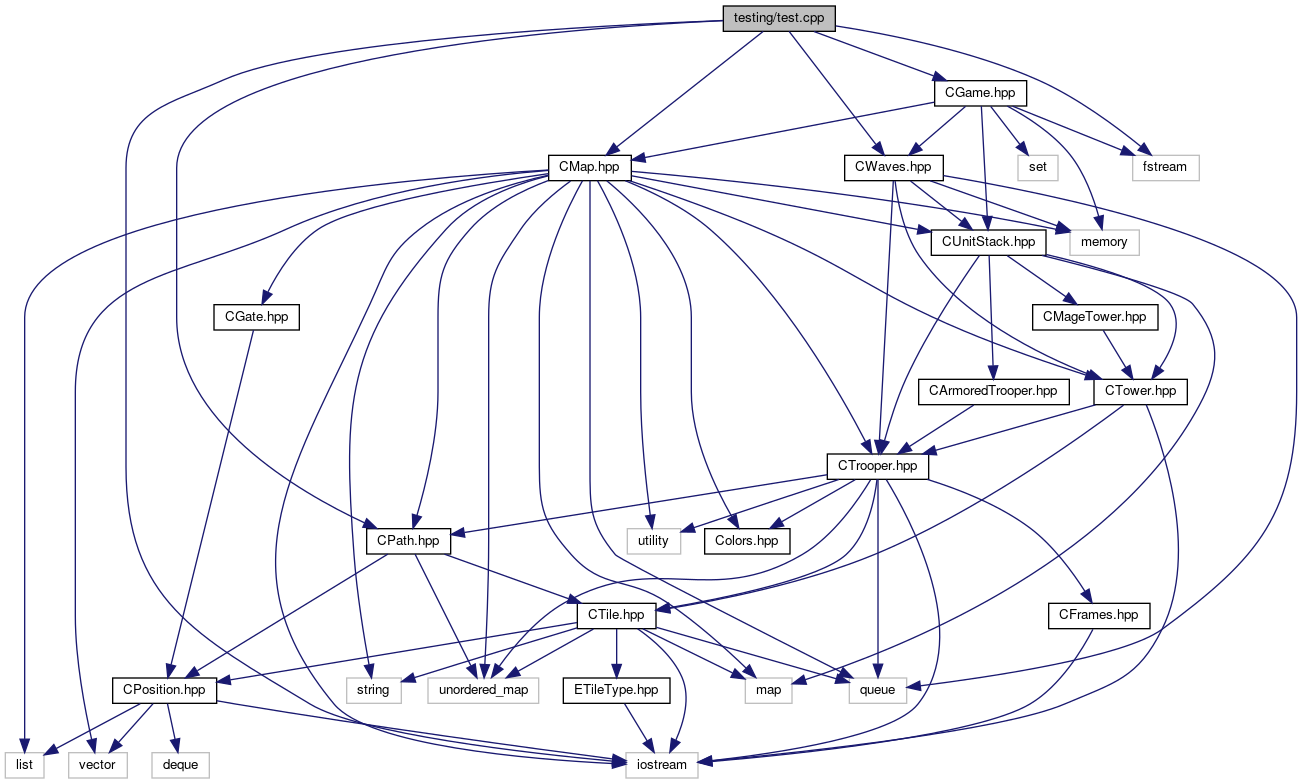 testing/test.cpp
CGame.hpp
CMap.hpp
CWaves.hpp
set
fstream
CUnitStack.hpp
memory
CGate.hpp
CMageTower.hpp
CArmoredTrooper.hpp
CTower.hpp
CTrooper.hpp
CPath.hpp
utility
Colors.hpp
CTile.hpp
CFrames.hpp
CPosition.hpp
string
unordered_map
ETileType.hpp
map
queue
list
vector
deque
iostream